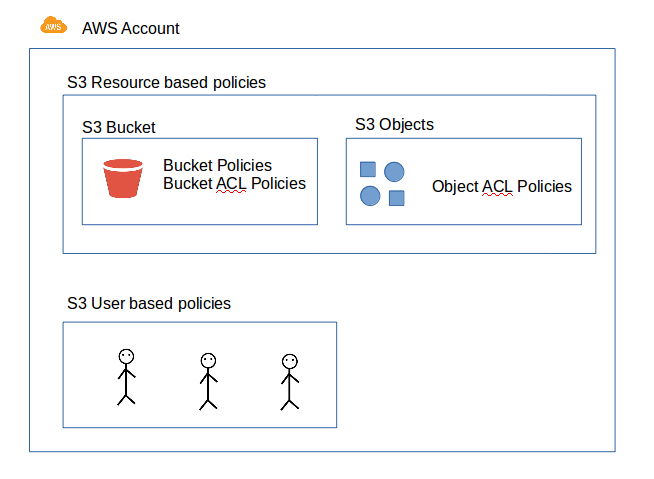 AWS
AWS Account
S3 Resource based policies
S3 Bucket
Bucket Policies
Bucket ACL Policies
S3 Objects
Object ACL Policies
S3 User based policies